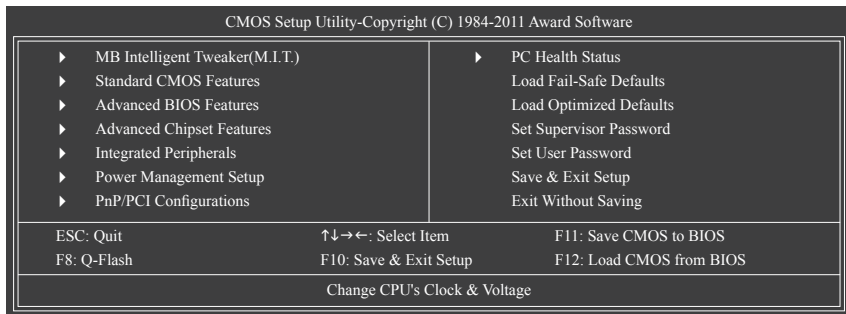 CMOS Setup Utility-Copyright (C) 1984-2011 Award Software
MB Intelligent Tweaker(M.I.T.)
Standard CMOS Features
Advanced BIOS Features
Advanced Chipset Features
Integrated Peripherals
Power Management Setup
PnP/PCI Configurations
PC Health Status
Load Fail-Safe Defaults
Load Optimized Defaults
Set Supervisor Password
Set User Password
Save & Exit Setup
Exit Without Saving
ESC: Quit ↑↓→←: Select Item F11: Save CMOS to BIOS
F8: Q-Flash F10: Save & Exit Setup F12: Load CMOS from BIOS
Change CPU's Clock & Voltage